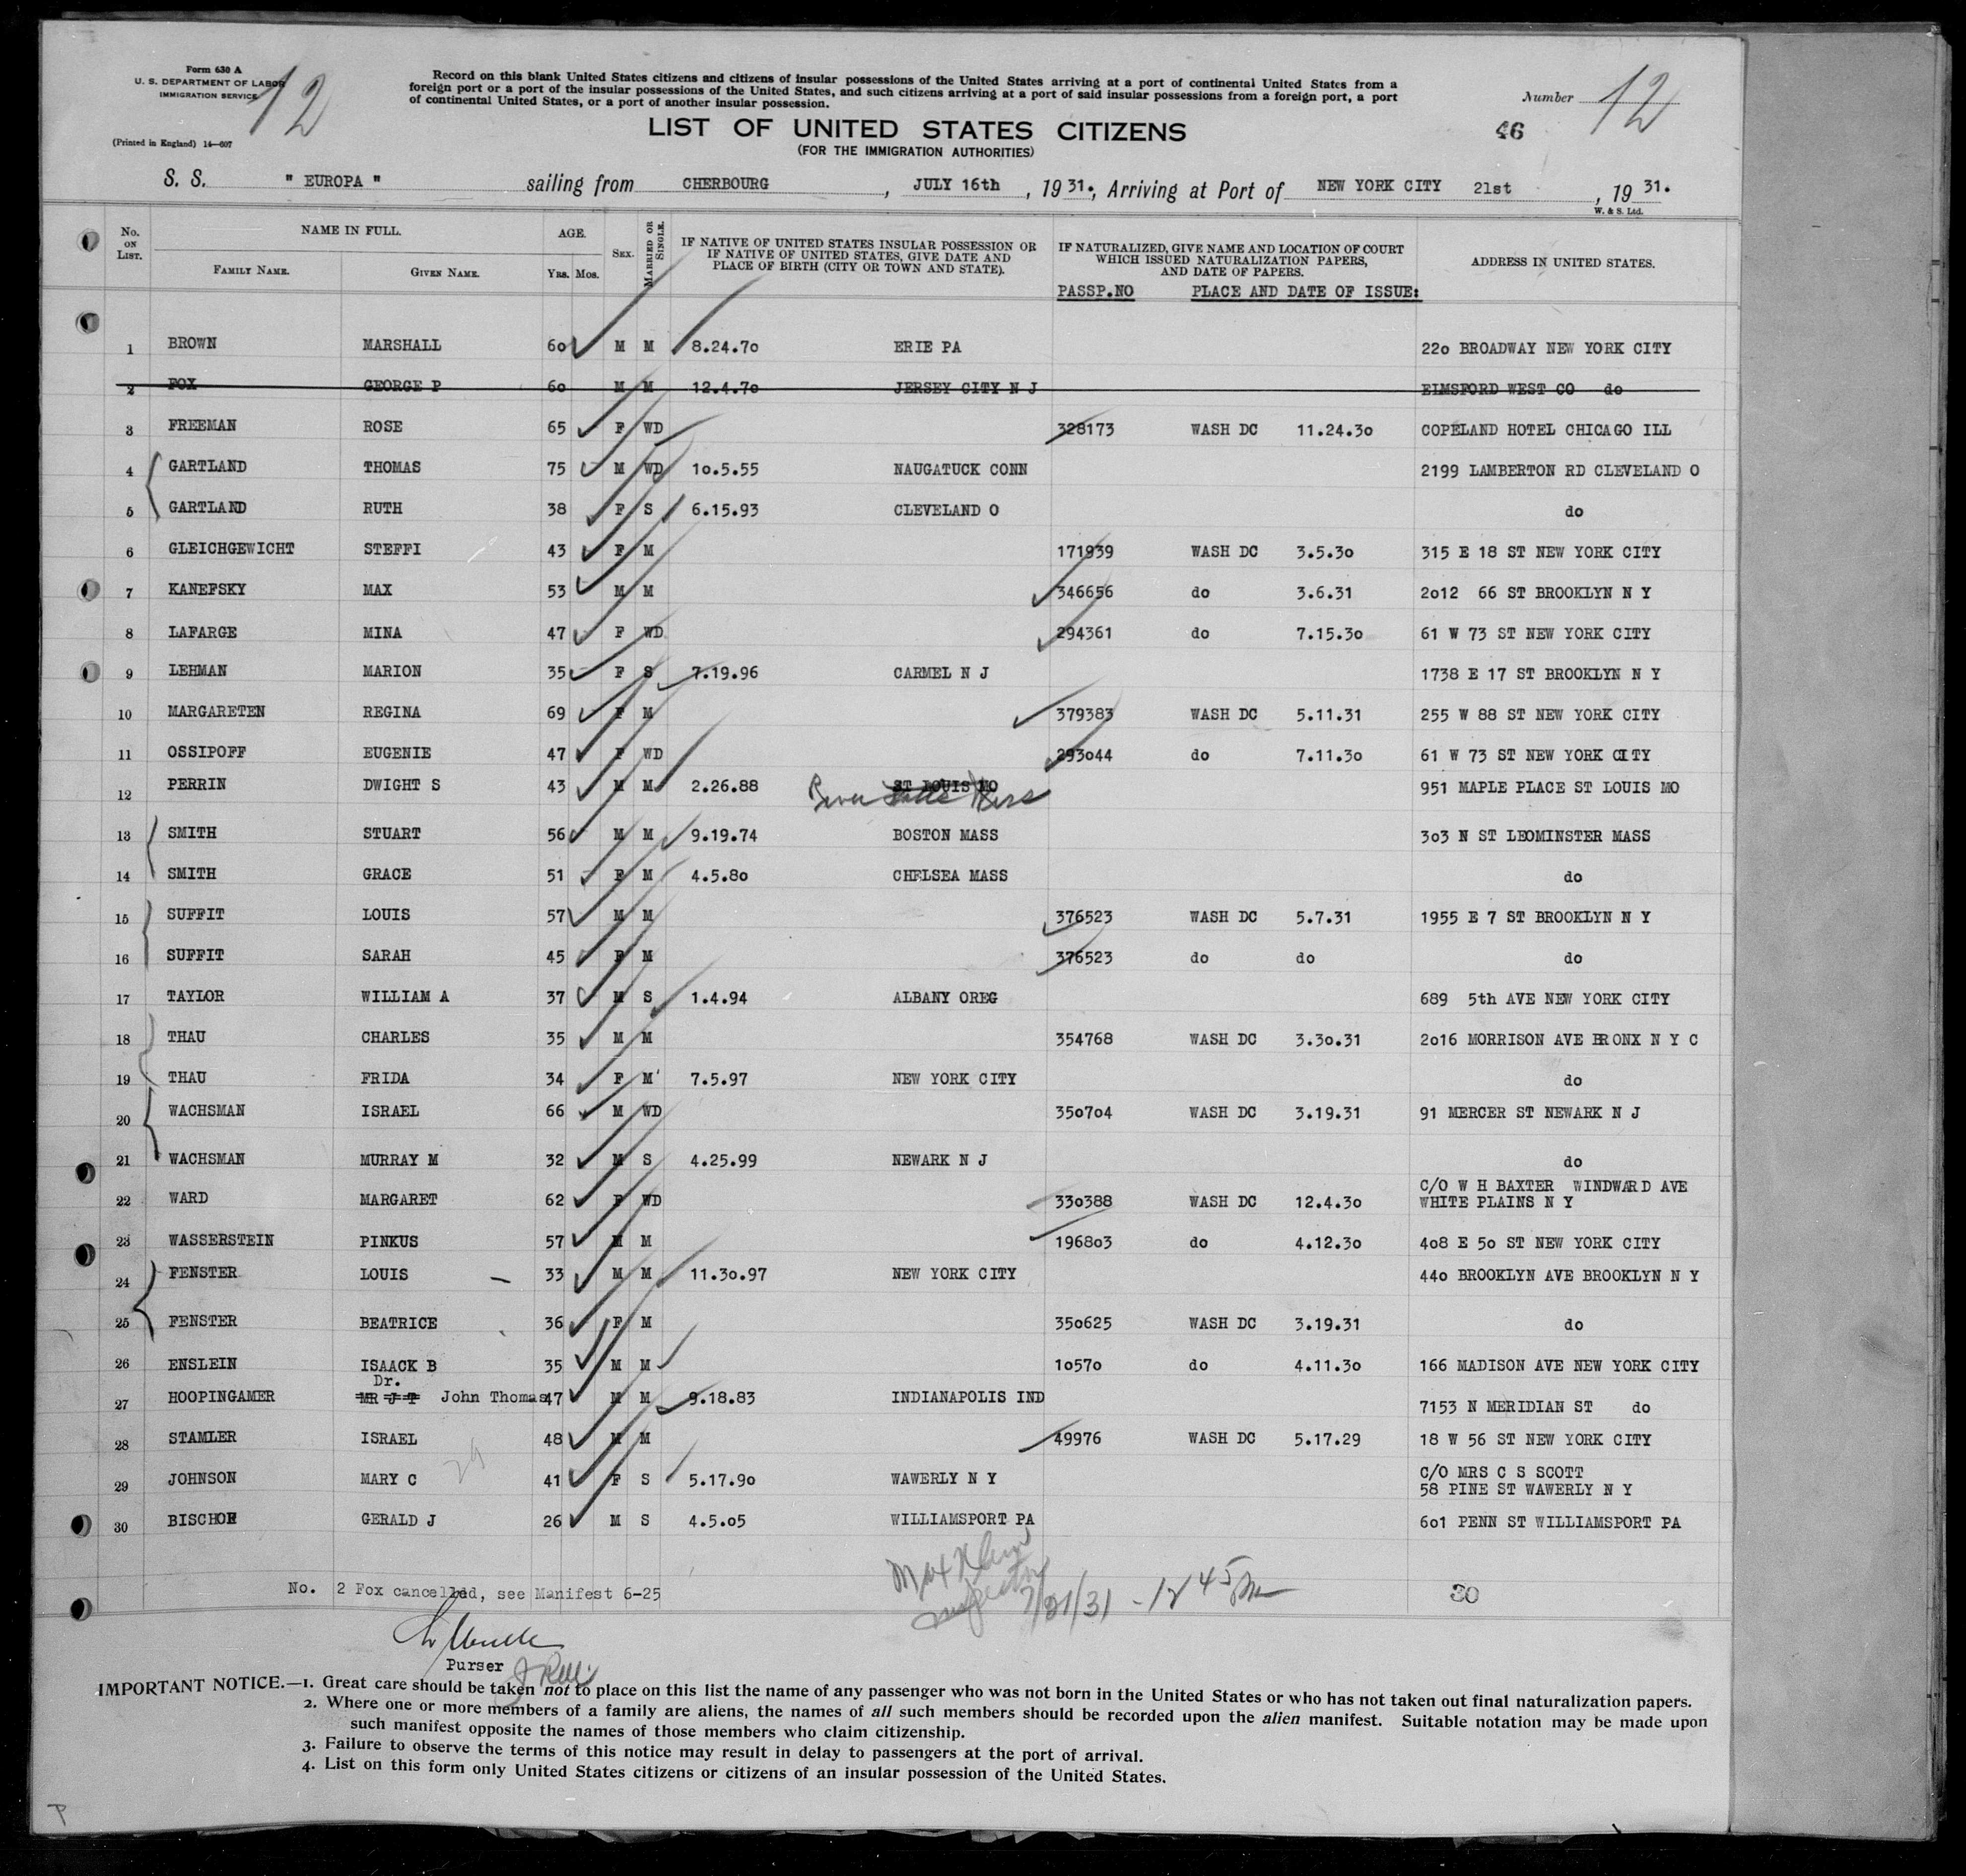 Form 630 A
U. S. DEPARTMENT OF LABOR
IMMIGRATION SERVICE
12
(Printed in England) 14—607
Record on this blank United States citizens and citizens of insular possessions of the United States arriving at a port of continental United States from a
foreign port or a port of the insular possessions of the United States, and such citizens arriving at a port of said insular possessions from a foreign port, a port
of continental United States, or a port of another insular possession.
Number 12
LIST OF UNITED STATES CITIZENS
(FOR THE IMMIGRATION AUTHORITIES)
46
S. S. " EUROPA " sailing from CHERBOURG , JULY 16th , 19 31., Arriving at Port of NEW YORK CITY 21st , 19 31.
W. & S. Ltd.
No. ON LIST. NAME IN FULL. FAMILY NAME. GIVEN NAME. AGE. YRS. MOS. SEX. MARRIED OR SINGLE. IF NATIVE OF UNITED STATES INSULAR POSSESSION OR IF NATIVE OF UNITED STATES, GIVE DATE AND PLACE OF BIRTH (CITY OR TOWN AND STATE). IF NATURALIZED, GIVE NAME AND LOCATION OF COURT WHICH ISSUED NATURALIZATION PAPERS, AND DATE OF PAPERS. ADDRESS IN UNITED STATES.
PASSP.NO PLACE AND DATE OF ISSUE:
1 BROWN MARSHALL 60 M M 8.24.70 ERIE PA 220 BROADWAY NEW YORK CITY
2 FOX GEORGE P 60 M M 12.4.70 JERSEY CITY N J ELMSFORD WEST CO do
3 FREEMAN ROSE 65 F WD 328173 WASH DC 11.24.30 COPELAND HOTEL CHICAGO ILL
4 GARTLAND THOMAS 75 M WD 10.5.55 NAUGATUCK CONN 2199 LAMBERTON RD CLEVELAND O
5 GARTLAND RUTH 38 F S 6.15.93 CLEVELAND O do
6 GLEICHGEWICHT STEFFI 43 F M 171939 WASH DC 3.5.30 315 E 18 ST NEW YORK CITY
7 KANEFSKY MAX 53 M M 346656 do 3.6.31 2012 66 ST BROOKLYN N Y
8 LAFARGE MINA 47 F WD 294361 do 7.15.30 61 W 73 ST NEW YORK CITY
9 LEHMAN MARION 35 F S 7.19.96 CARMEL N J 1738 E 17 ST BROOKLYN N Y
10 MARGARETEN REGINA 69 F M 379383 WASH DC 5.11.31 255 W 88 ST NEW YORK CITY
11 OSSIPOFF EUGENIE 47 F WD 293044 do 7.11.30 61 W 73 ST NEW YORK CITY
12 PERRIN DWIGHT S 43 M M 2.26.88 ST LOUIS MO 951 MAPLE PLACE ST LOUIS MO
13 SMITH STUART 56 M M 9.19.74 BOSTON MASS 303 N ST LEOMINSTER MASS
14 SMITH GRACE 51 F M 4.5.80 CHELSEA MASS do
15 SUFFIT LOUIS 57 M M 376523 WASH DC 5.7.31 1955 E 7 ST BROOKLYN N Y
16 SUFFIT SARAH 45 F M 376523 do do do
17 TAYLOR WILLIAM A 37 M S 1.4.94 ALBANY OREG 689 5th AVE NEW YORK CITY
18 THAU CHARLES 35 M M 354768 WASH DC 3.30.31 2016 MORRISON AVE BRONX N Y C
19 THAU FRIDA 34 F M 7.5.97 NEW YORK CITY do
20 WACHSMAN ISRAEL 66 M WD 350704 WASH DC 3.19.31 91 MERCER ST NEWARK N J
21 WACHSMAN MURRAY M 32 M S 4.25.99 NEWARK N J do
22 WARD MARGARET 62 F WD 330388 WASH DC 12.4.30 C/O W H BAXTER WINDWARD AVE
WHITE PLAINS N Y
23 WASSERSTEIN PINKUS 57 M M 196803 do 4.12.30 408 E 50 ST NEW YORK CITY
24 FENSTER LOUIS 33 M M 11.30.97 NEW YORK CITY 440 BROOKLYN AVE BROOKLYN N Y
25 FENSTER BEATRICE 36 F M 350625 WASH DC 3.19.31 do
26 ENSLEIN ISAACK B 35 M M 10570 do 4.11.30 166 MADISON AVE NEW YORK CITY
Dr.
27 HOOPINGAMER MR J T John Thomas 47 M M 9.18.83 INDIANAPOLIS IND 7153 N MERIDIAN ST do
28 STAMLER ISRAEL 48 M M 49976 WASH DC 5.17.29 18 W 56 ST NEW YORK CITY
29 JOHNSON MARY C 41 F S 5.17.90 WAWERLY N Y C/O MRS C S SCOTT
58 PINE ST WAWERLY N Y
30 BISCHOF GERALD J 26 M S 4.5.05 WILLIAMSPORT PA 601 PENN ST WILLIAMSPORT PA
No. 2 Fox cancelled, see Manifest 6-25
7/21/31 - 12 45
30
Purser
IMPORTANT NOTICE.—1. Great care should be taken not to place on this list the name of any passenger who was not born in the United States or who has not taken out final naturalization papers.
2. Where one or more members of a family are aliens, the names of all such members should be recorded upon the alien manifest. Suitable notation may be made upon
such manifest opposite the names of those members who claim citizenship.
3. Failure to observe the terms of this notice may result in delay to passengers at the port of arrival.
4. List on this form only United States citizens or citizens of an insular possession of the United States.